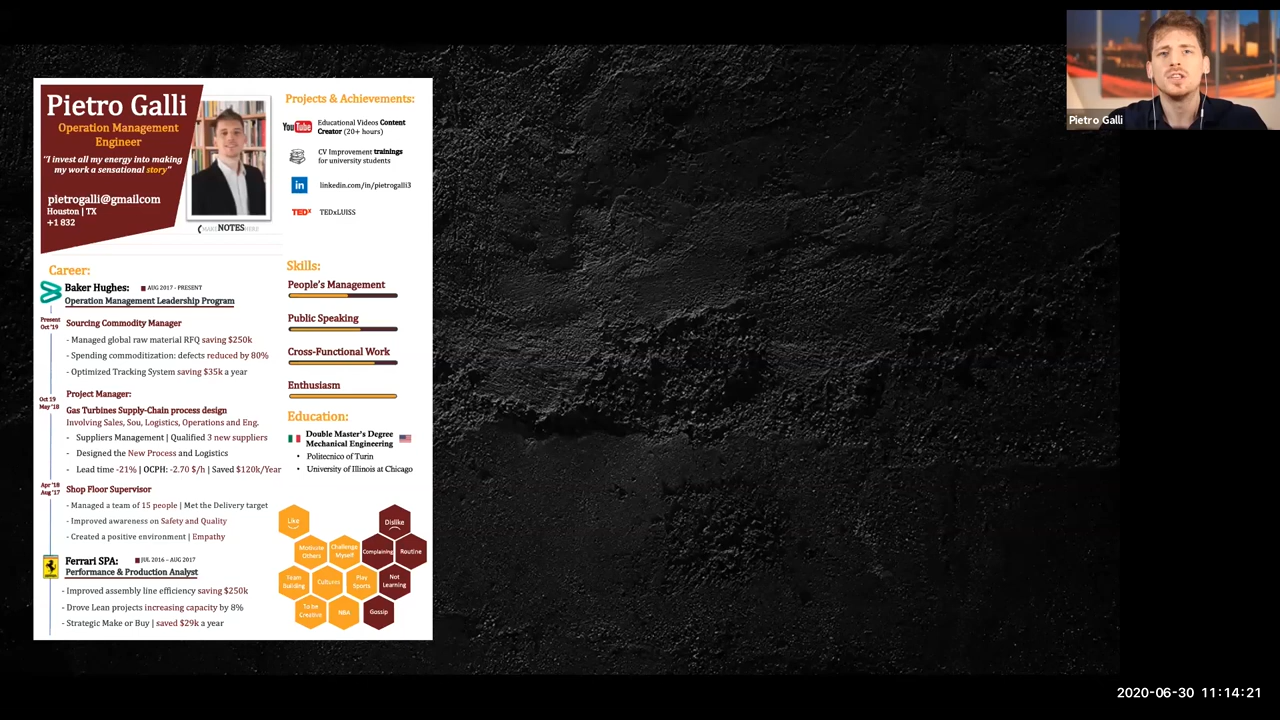 Pietro Galli
Operation Management
Engineer
"I invest all my energy into making
my work a sensational story"
pietrogalli@gmailcom
Houston | TX
+1 832
MAKE NOTES HERE
Career:
Baker Hughes: AUG 2017 - PRESENT
Operation Management Leadership Program
Present
Oct '19
Sourcing Commodity Manager
- Managed global raw material RFQ saving $250k
- Spending commoditization: defects reduced by 80%
- Optimized Tracking System saving $35k a year
Oct 19
May '18
Project Manager:
Gas Turbines Supply-Chain process design
Involving Sales, Sou, Logistics, Operations and Eng.
- Suppliers Management | Qualified 3 new suppliers
- Designed the New Process and Logistics
- Lead time -21% | OCPH: -2.70 $/h | Saved $120k/Year
Apr '18
Aug '17
Shop Floor Supervisor
- Managed a team of 15 people | Met the Delivery target
- Improved awareness on Safety and Quality
- Created a positive environment | Empathy
Ferrari SPA: JUL 2016 – AUG 2017
Performance & Production Analyst
- Improved assembly line efficiency saving $250k
- Drove Lean projects increasing capacity by 8%
- Strategic Make or Buy | saved $29k a year
Projects & Achievements:
YouTube
Educational Videos Content
Creator (20+ hours)
CV Improvement trainings
for university students
in linkedin.com/in/pietrogalli3
TEDx TEDxLUISS
Skills:
People's Management
Public Speaking
Cross-Functional Work
Enthusiasm
Education:
Double Master's Degree
Mechanical Engineering
• Politecnico of Turin
• University of Illinois at Chicago
Like
Dislike
Motivate
Others
Challenge
Myself
Complaining
Routine
Team
Building
Cultures
Play
Sports
Not
Learning
To be
Creative
NBA
Gossip
Pietro Galli
2020-06-30 11:14:21